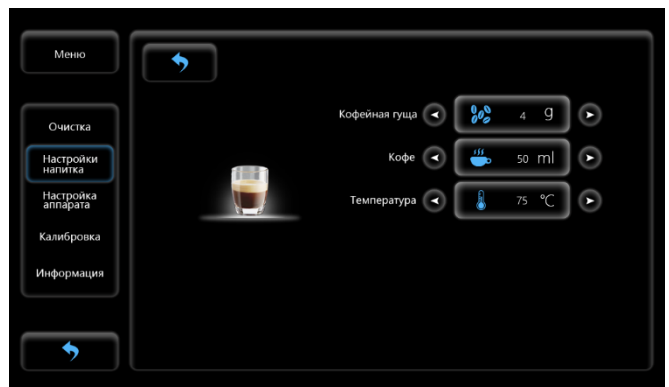 Меню
Очистка
Настройки
напитка
Настройка
аппарата
Калибровка
Информация
Кофейная гуща 4 g
Кофе 50 ml
Температура 75 °C